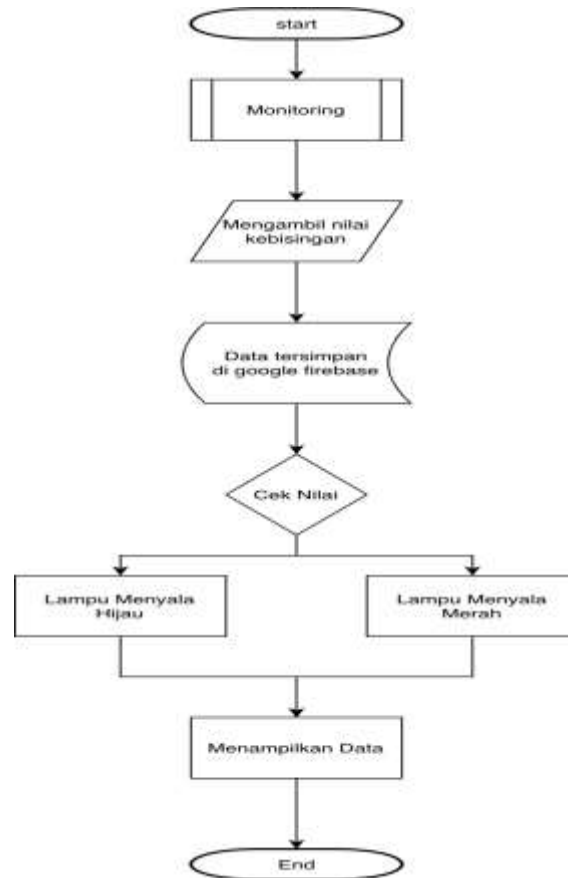 start
Monitoring
Mengambil nilai
kebisingan
Data tersimpan
di google firebase
Cek Nilai
Lampu Menyala
Hijau
Lampu Menyala
Merah
Menampilkan Data
End